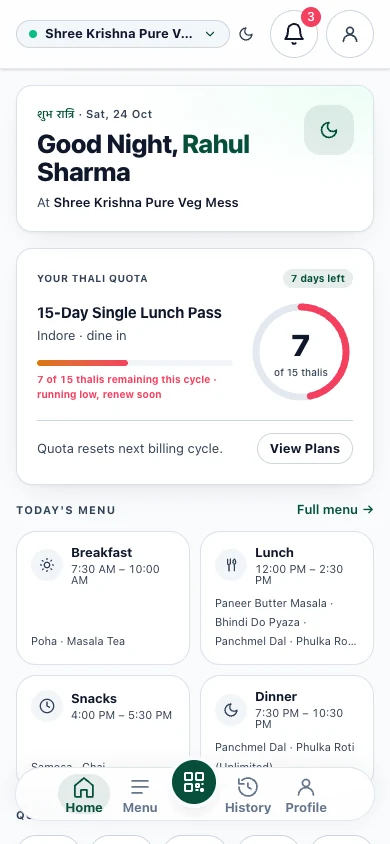 Shree Krishna Pure V...
3
शुभ रात्रि · Sat, 24 Oct
Good Night, Rahul
Sharma
At Shree Krishna Pure Veg Mess
YOUR THALI QUOTA
7 days left
15-Day Single Lunch Pass
Indore · dine in
7 of 15 thalis remaining this cycle ·
running low, renew soon
7
of 15 thalis
Quota resets next billing cycle.
View Plans
TODAY'S MENU
Full menu →
Breakfast
7:30 AM – 10:00
AM
Poha · Masala Tea
Lunch
12:00 PM – 2:30
PM
Paneer Butter Masala ·
Bhindi Do Pyaza ·
Panchmel Dal · Phulka Ro...
Snacks
4:00 PM – 5:30 PM
Samosa · Chai
Dinner
7:30 PM – 10:30
PM
Panchmel Dal · Phulka Roti
(Unlimited)
Home
Menu
History
Profile